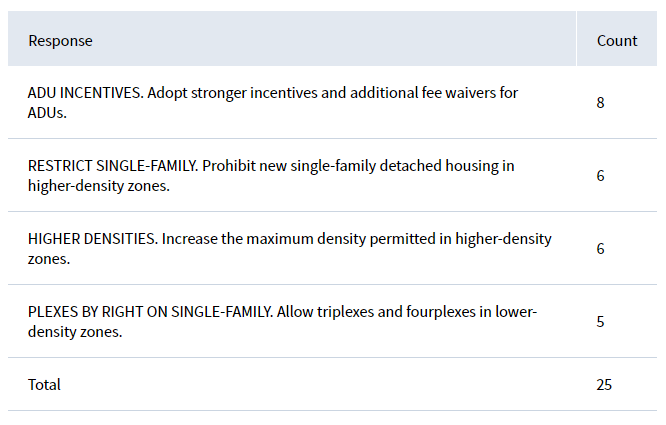 Response Count
ADU INCENTIVES. Adopt stronger incentives and additional fee waivers for
ADUs.
8
RESTRICT SINGLE-FAMILY. Prohibit new single-family detached housing in
higher-density zones.
6
HIGHER DENSITIES. Increase the maximum density permitted in higher-density
zones.
6
PLEXES BY RIGHT ON SINGLE-FAMILY. Allow triplexes and fourplexes in lower-
density zones.
5
Total 25